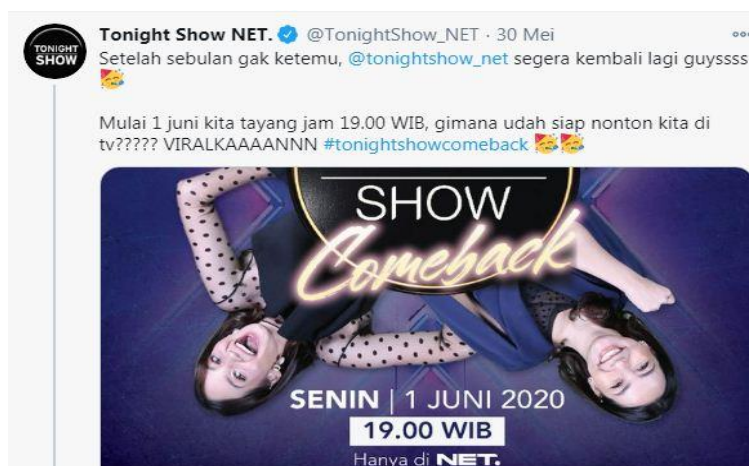 TONIGHT
SHOW
Tonight Show NET. @TonightShow_NET · 30 Mei
Setelah sebulan gak ketemu, @tonightshow_net segera kembali lagi guyssss
🥳
Mulai 1 juni kita tayang jam 19.00 WIB, gimana udah siap nonton kita di
tv????? VIRALKAAAANNN #tonightshowcomeback 🥳🥳
SHOW
Comeback
SENIN | 1 JUNI 2020
19.00 WIB
Hanya di NET.